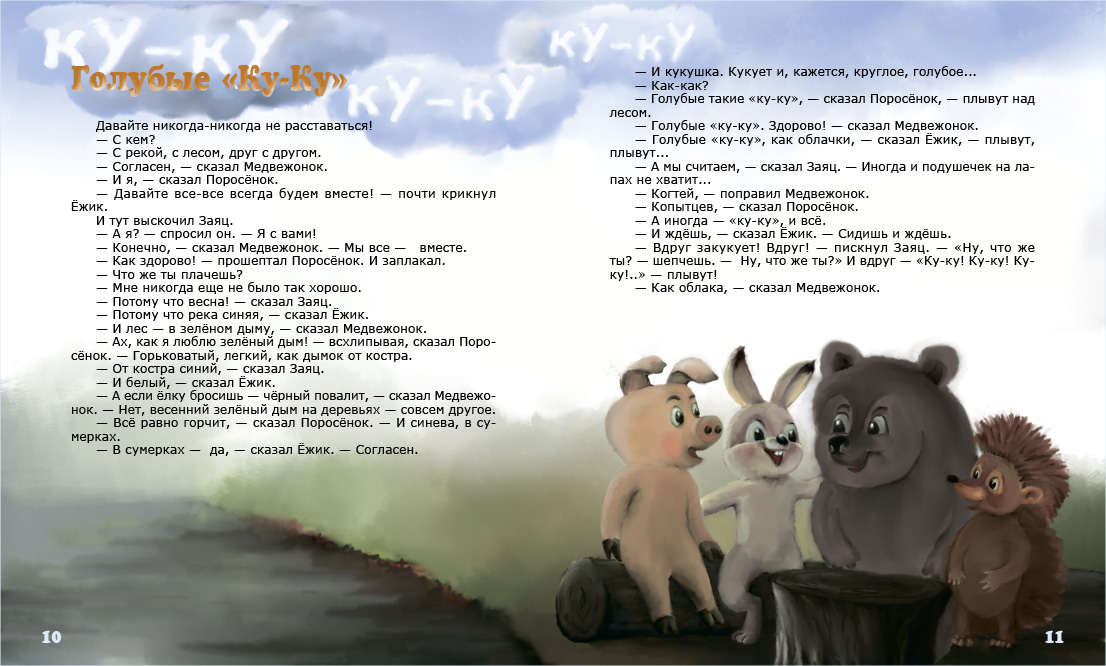 ку-ку
ку-ку
ку-ку
Голубые «Ку-Ку»
Давайте никогда-никогда не расставаться!
— С кем?
— С рекой, с лесом, друг с другом.
— Согласен, — сказал Медвежонок.
— И я, — сказал Поросёнок.
— Давайте все-все всегда будем вместе! — почти крикнул
Ёжик.
И тут выскочил Заяц.
— А я? — спросил он. — Я с вами!
— Конечно, — сказал Медвежонок. — Мы все — вместе.
— Как здорово! — прошептал Поросёнок. И заплакал.
— Что же ты плачешь?
— Мне никогда еще не было так хорошо.
— Потому что весна! — сказал Заяц.
— Потому что река синяя, — сказал Ёжик.
— И лес — в зелёном дыму, — сказал Медвежонок.
— Ах, как я люблю зелёный дым! — всхлипывая, сказал Поро-
сёнок. — Горьковатый, легкий, как дымок от костра.
— От костра синий, — сказал Заяц.
— И белый, — сказал Ёжик.
— А если ёлку бросишь — чёрный повалит, — сказал Медвежо-
нок. — Нет, весенний зелёный дым на деревьях — совсем другое.
— Всё равно горчит, — сказал Поросёнок. — И синева, в су-
мерках.
— В сумерках — да, — сказал Ёжик. — Согласен.
10
— И кукушка. Кукует и, кажется, круглое, голубое...
— Как-как?
— Голубые такие «ку-ку», — сказал Поросёнок, — плывут над
лесом.
— Голубые «ку-ку». Здорово! — сказал Медвежонок.
— Голубые «ку-ку», как облачки, — сказал Ёжик, — плывут,
плывут...
— А мы считаем, — сказал Заяц. — Иногда и подушечек на ла-
пах не хватит...
— Когтей, — поправил Медвежонок.
— Копытцев, — сказал Поросёнок.
— А иногда — «ку-ку», и всё.
— И ждёшь, — сказал Ёжик. — Сидишь и ждёшь.
— Вдруг закукует! Вдруг! — пискнул Заяц. — «Ну, что же
ты? — шепчешь. — Ну, что же ты?» И вдруг — «Ку-ку! Ку-ку! Ку-
ку!..» — плывут!
— Как облака, — сказал Медвежонок.
11